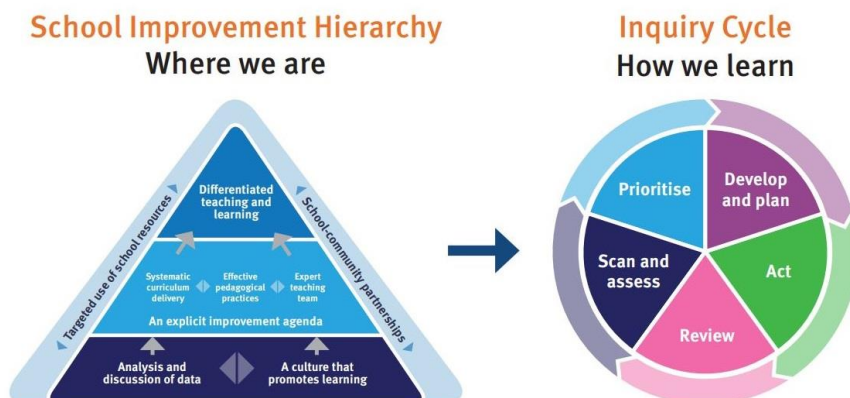 School Improvement Hierarchy
Where we are
Targeted use of school resources
School-community partnerships
Differentiated
teaching and
learning
Systematic
curriculum
delivery
Effective
pedagogical
practices
Expert
teaching
team
An explicit improvement agenda
Analysis and
discussion of data
A culture that
promotes learning
Inquiry Cycle
How we learn
Prioritise
Develop
and plan
Scan and
assess
Act
Review